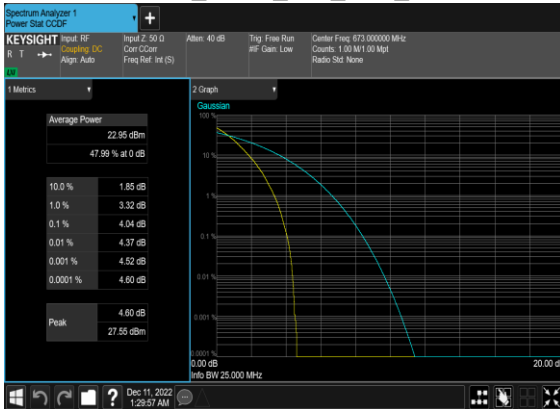 Spectrum Analyzer 1
Power Stat CCDF
KEYSIGHT
R T
LV
Input: RF
Coupling: DC
Align: Auto
Input Z: 50 Ω
Corr CCorr
Freq Ref: Int (S)
Atten: 40 dB
Trig: Free Run
#IF Gain: Low
Center Freq: 673.000000 MHz
Counts: 1.00 M/1.00 Mpt
Radio Std: None
1 Metrics
Average Power
22.95 dBm
47.99 % at 0 dB
10.0 % 1.85 dB
1.0 % 3.32 dB
0.1 % 4.04 dB
0.01 % 4.37 dB
0.001 % 4.52 dB
0.0001 % 4.60 dB
Peak
4.60 dB
27.55 dBm
2 Graph
Gaussian
100 %
10 %
1 %
0.1 %
0.01 %
0.001 %
0.0001 %
0.00 dB
20.00 d
Info BW 25.000 MHz
?
Dec 11, 2022
1:29:57 AM